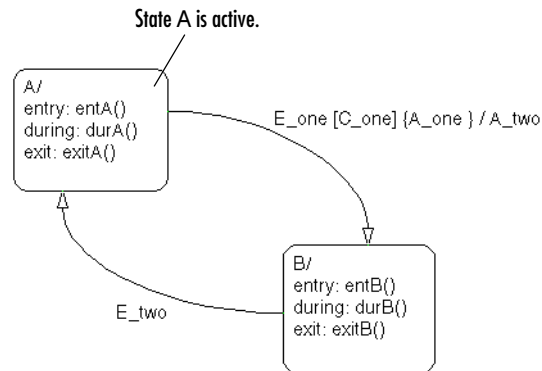 State A is active.
A/
entry: entA()
during: durA()
exit: exitA()
E_one [C_one] {A_one } / A_two
B/
entry: entB()
during: durB()
exit: exitB()
E_two